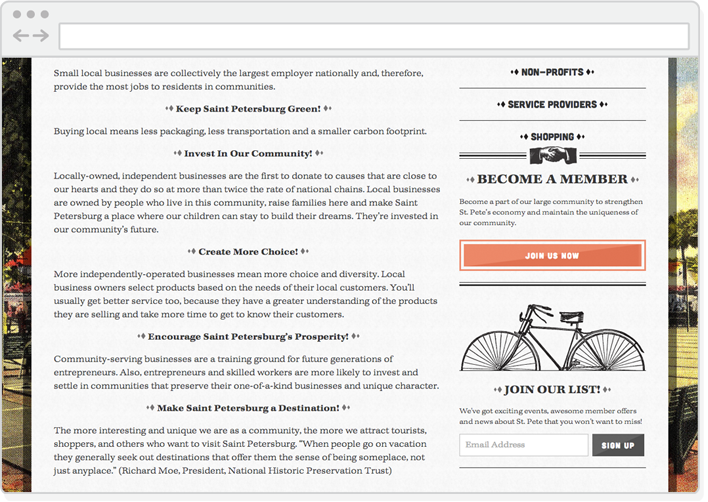 Small local businesses are collectively the largest employer nationally and, therefore,
provide the most jobs to residents in communities.
Keep Saint Petersburg Green!
Buying local means less packaging, less transportation and a smaller carbon footprint.
Invest In Our Community!
Locally-owned, independent businesses are the first to donate to causes that are close to
our hearts and they do so at more than twice the rate of national chains. Local businesses
are owned by people who live in this community, raise families here and make Saint
Petersburg a place where our children can stay to build their dreams. They're invested in
our community's future.
Create More Choice!
More independently-operated businesses mean more choice and diversity. Local
business owners select products based on the needs of their local customers. You'll
usually get better service too, because they have a greater understanding of the products
they are selling and take more time to get to know their customers.
Encourage Saint Petersburg's Prosperity!
Community-serving businesses are a training ground for future generations of
entrepreneurs. Also, entrepreneurs and skilled workers are more likely to invest and
settle in communities that preserve their one-of-a-kind businesses and unique character.
Make Saint Petersburg a Destination!
The more interesting and unique we are as a community, the more we attract tourists,
shoppers, and others who want to visit Saint Petersburg. "When people go on vacation
they generally seek out destinations that offer them the sense of being someplace, not
just anyplace." (Richard Moe, President, National Historic Preservation Trust)
NON-PROFITS
SERVICE PROVIDERS
SHOPPING
BECOME A MEMBER
Become a part of our large community to strengthen
St. Pete's economy and maintain the uniqueness of
our community.
JOIN US NOW
JOIN OUR LIST!
We've got exciting events, awesome member offers
and news about St. Pete that you won't want to miss!
Email Address
SIGN UP